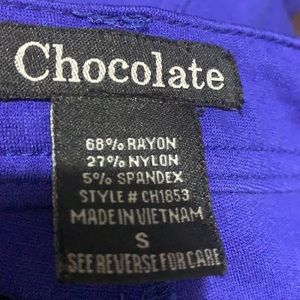 Chocolate
68% RAYON
27% NYLON
5% SPANDEX
STYLE # CH1853
MADE IN VIETNAM
S
SEE REVERSE FOR CARE